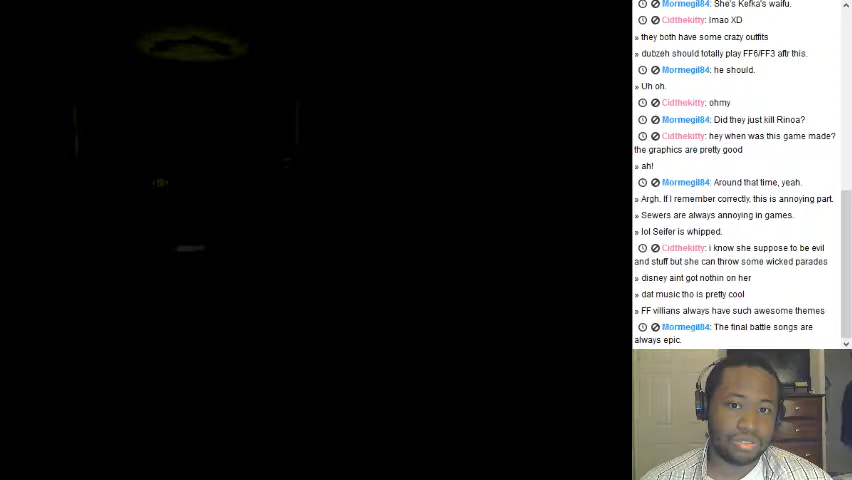 Mormegil84: She's Kefka's waifu.
Cidthekitty: lmao XD
» they both have some crazy outfits
» dubzeh should totally play FF6/FF3 aftr this.
Mormegil84: he should.
» Uh oh.
Cidthekitty: ohmy
Mormegil84: Did they just kill Rinoa?
Cidthekitty: hey when was this game made?
the graphics are pretty good
» ah!
Mormegil84: Around that time, yeah.
» Argh. If I remember correctly, this is annoying part.
» Sewers are always annoying in games.
» lol Seifer is whipped.
Cidthekitty: i know she suppose to be evil
and stuff but she can throw some wicked parades
» disney aint got nothin on her
» dat music tho is pretty cool
» FF villians always have such awesome themes
Mormegil84: The final battle songs are
always epic.